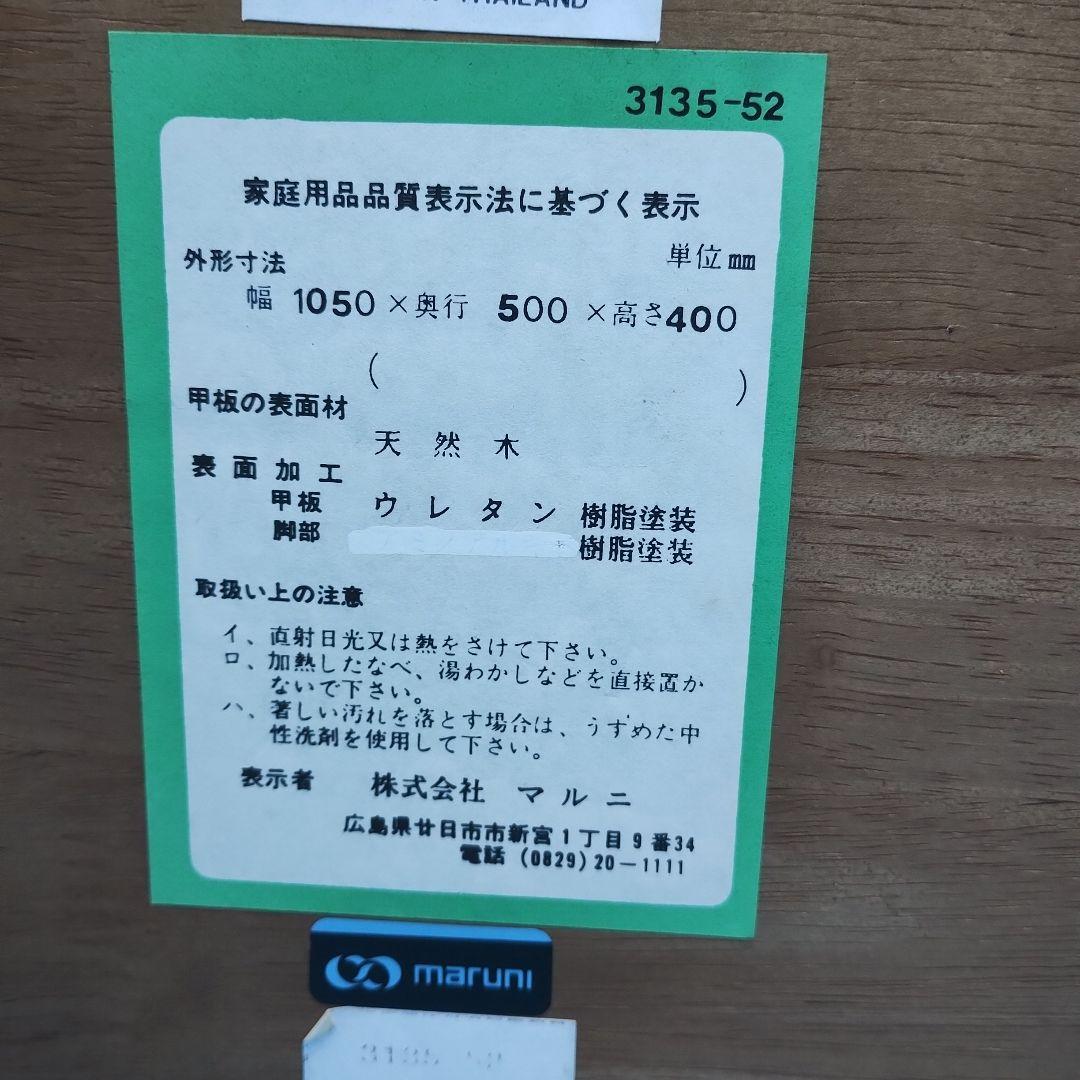 THAILAND
3135-52
家庭用品品質表示法に基づく表示
外形寸法 単位mm
幅 1050 × 奥行 500 × 高さ 400
( )
甲板の表面材
天然木
表面加工
甲板 ウレタン 樹脂塗装
脚部 樹脂塗装
取扱い上の注意
イ、直射日光又は熱をさけて下さい。
ロ、加熱したなべ、湯わかしなどを直接置か
ないで下さい。
ハ、著しい汚れを落とす場合は、うすめた中
性洗剤を使用して下さい。
表示者 株式会社 マルニ
広島県廿日市市新宮1丁目9番34
電話 (0829) 20-1111
maruni